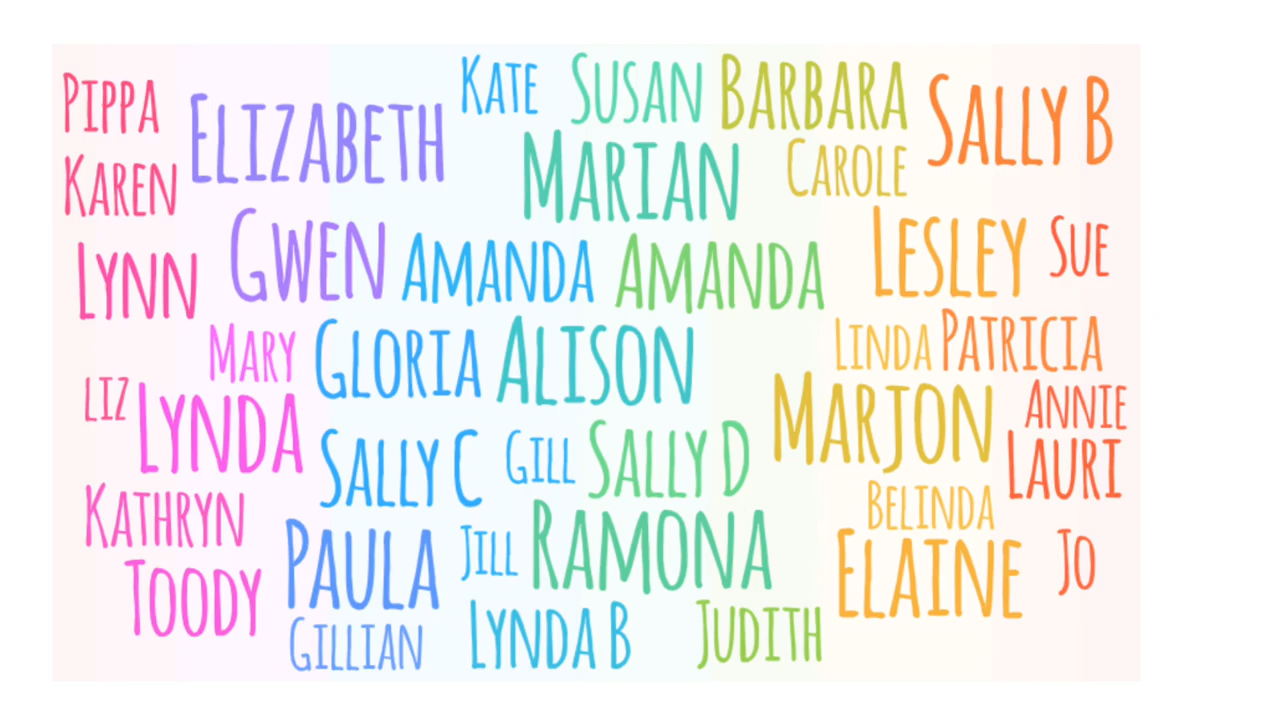 Pippa
Elizabeth
Kate
Susan
Barbara
Sally B
Karen
Marian
Carole
Lynn
Gwen
Amanda
Amanda
Lesley
Sue
Mary
Gloria
Alison
Linda
Patricia
Liz
Lynda
Marjon
Annie
Sally C
Gill
Sally D
Lauri
Kathryn
Belinda
Paula
Jill
Ramona
Elaine
Jo
Toody
Gillian
Lynda B
Judith